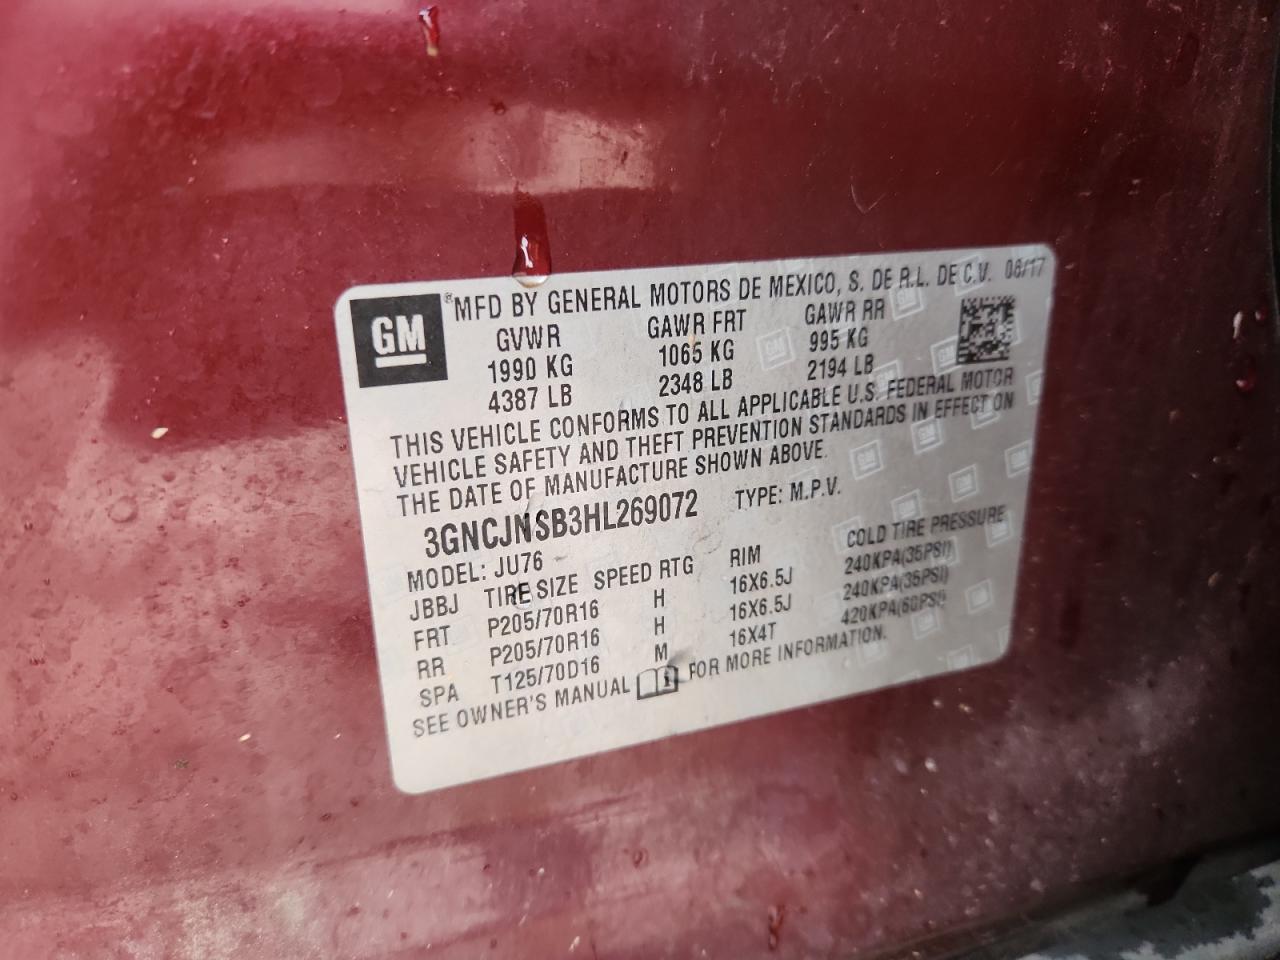 GM ® MFD BY GENERAL MOTORS DE MEXICO, S. DE R.L. DE C.V. 08/17
GVWR GAWR FRT GAWR RR
1990 KG 1065 KG 995 KG
4387 LB 2348 LB 2194 LB
THIS VEHICLE CONFORMS TO ALL APPLICABLE U.S. FEDERAL MOTOR
VEHICLE SAFETY AND THEFT PREVENTION STANDARDS IN EFFECT ON
THE DATE OF MANUFACTURE SHOWN ABOVE.
3GNCJNSB3HL269072 TYPE: M.P.V.
MODEL: JU76
JBBJ TIRE SIZE SPEED RTG RIM COLD TIRE PRESSURE
FRT P205/70R16 H 16X6.5J 240KPA(35PSI)
RR P205/70R16 H 16X6.5J 240KPA(35PSI)
SPA T125/70D16 M 16X4T 420KPA(60PSI)
SEE OWNER'S MANUAL FOR MORE INFORMATION.